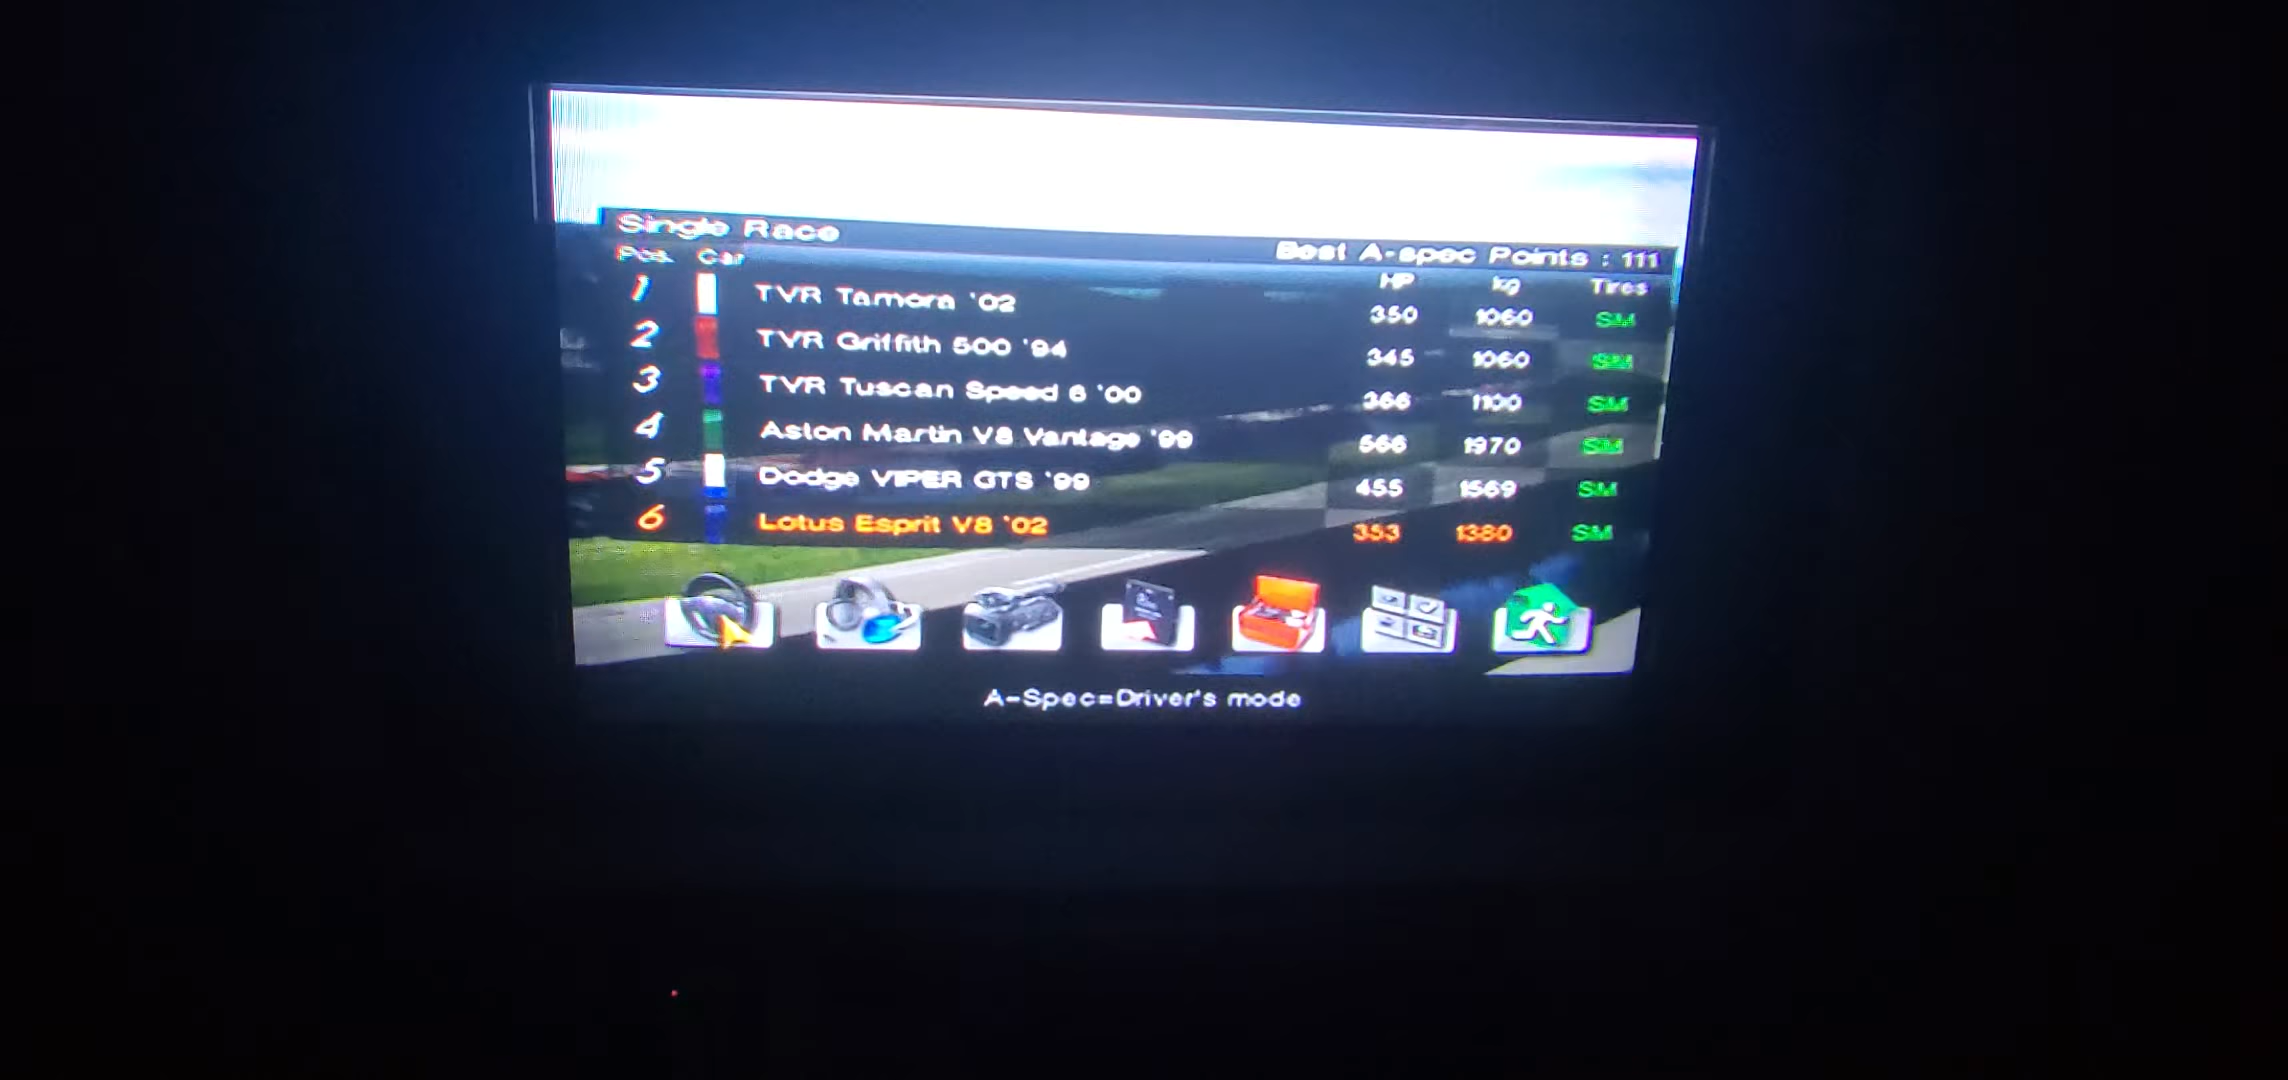 Single Race
Best A-spec Points : 111
Pos. Car HP kg Tires
1 TVR Tamora '02 350 1060 SM
2 TVR Griffith 500 '94 345 1060 SM
3 TVR Tuscan Speed 6 '00 366 1100 SM
4 Aston Martin V8 Vantage '99 566 1970 SM
5 Dodge VIPER GTS '99 455 1569 SM
6 Lotus Esprit V8 '02 353 1380 SM
A-Spec=Driver's mode